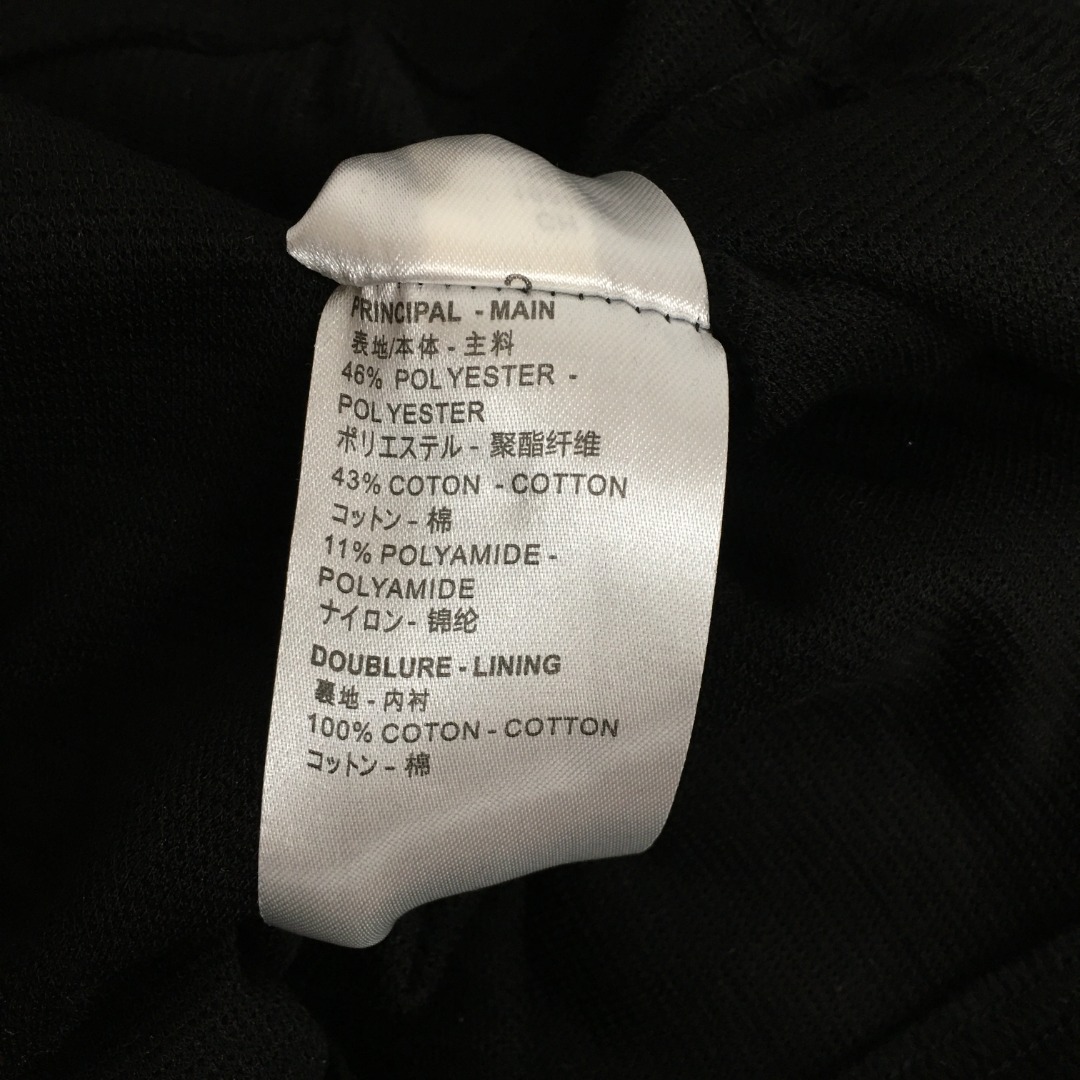 PRINCIPAL - MAIN
表地/本体 - 主料
46% POLYESTER -
POLYESTER
ポリエステル - 聚酯纤维
43% COTON - COTTON
コットン - 棉
11% POLYAMIDE -
POLYAMIDE
ナイロン - 锦纶
DOUBLURE - LINING
裏地 - 内衬
100% COTON - COTTON
コットン - 棉